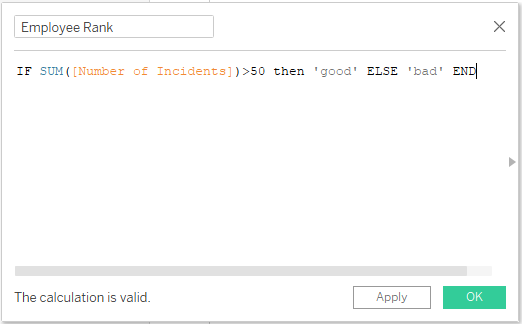 Employee Rank
IF SUM([Number of Incidents])>50 then 'good' ELSE 'bad' END
The calculation is valid.
Apply
OK